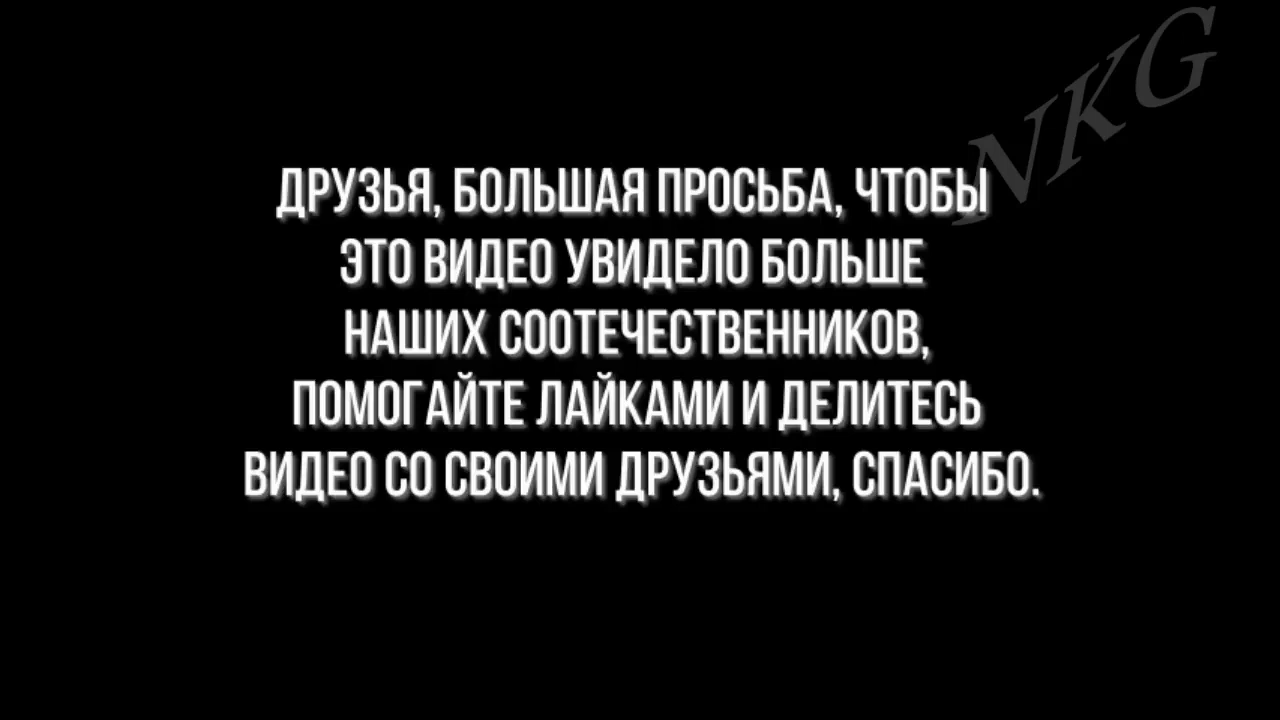 NKG
ДРУЗЬЯ, БОЛЬШАЯ ПРОСЬБА, ЧТОБЫ
ЭТО ВИДЕО УВИДЕЛО БОЛЬШЕ
НАШИХ СООТЕЧЕСТВЕННИКОВ,
ПОМОГАЙТЕ ЛАЙКАМИ И ДЕЛИТЕСЬ
ВИДЕО СО СВОИМИ ДРУЗЬЯМИ, СПАСИБО.